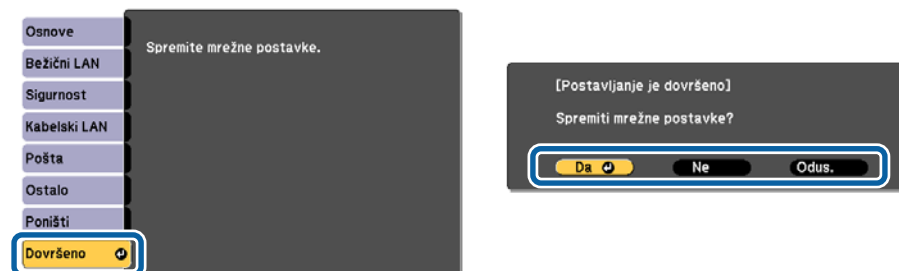 Osnove
Bežični LAN
Sigurnost
Kabelski LAN
Pošta
Ostalo
Poništi
Dovršeno
Spremite mrežne postavke.
[Postavljanje je dovršeno]
Spremiti mrežne postavke?
Da Ne Odus.